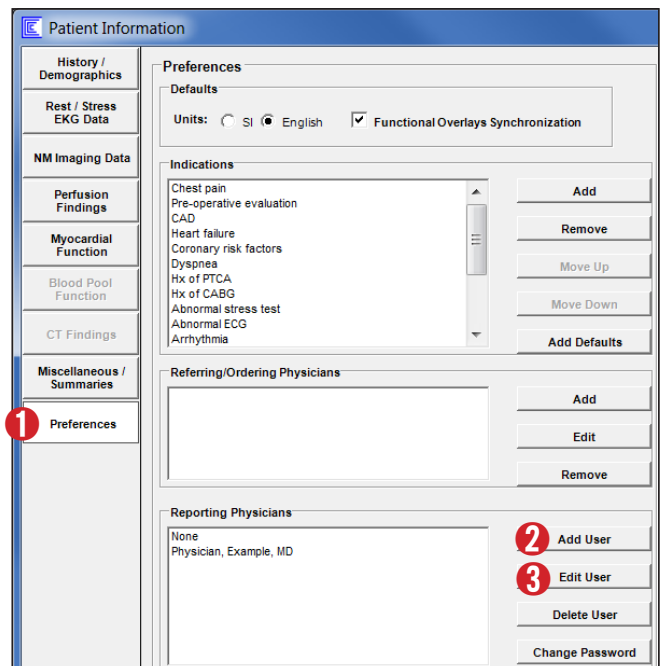 Patient Information
History /
Demographics
Rest / Stress
EKG Data
NM Imaging Data
Perfusion
Findings
Myocardial
Function
Blood Pool
Function
CT Findings
Miscellaneous /
Summaries
1 Preferences
Preferences
Defaults
Units: SI English Functional Overlays Synchronization
Indications
Chest pain
Pre-operative evaluation
CAD
Heart failure
Coronary risk factors
Dyspnea
Hx of PTCA
Hx of CABG
Abnormal stress test
Abnormal ECG
Arrhythmia
Add
Remove
Move Up
Move Down
Add Defaults
Referring/Ordering Physicians
Add
Edit
Remove
Reporting Physicians
None
Physician, Example, MD
2 Add User
3 Edit User
Delete User
Change Password